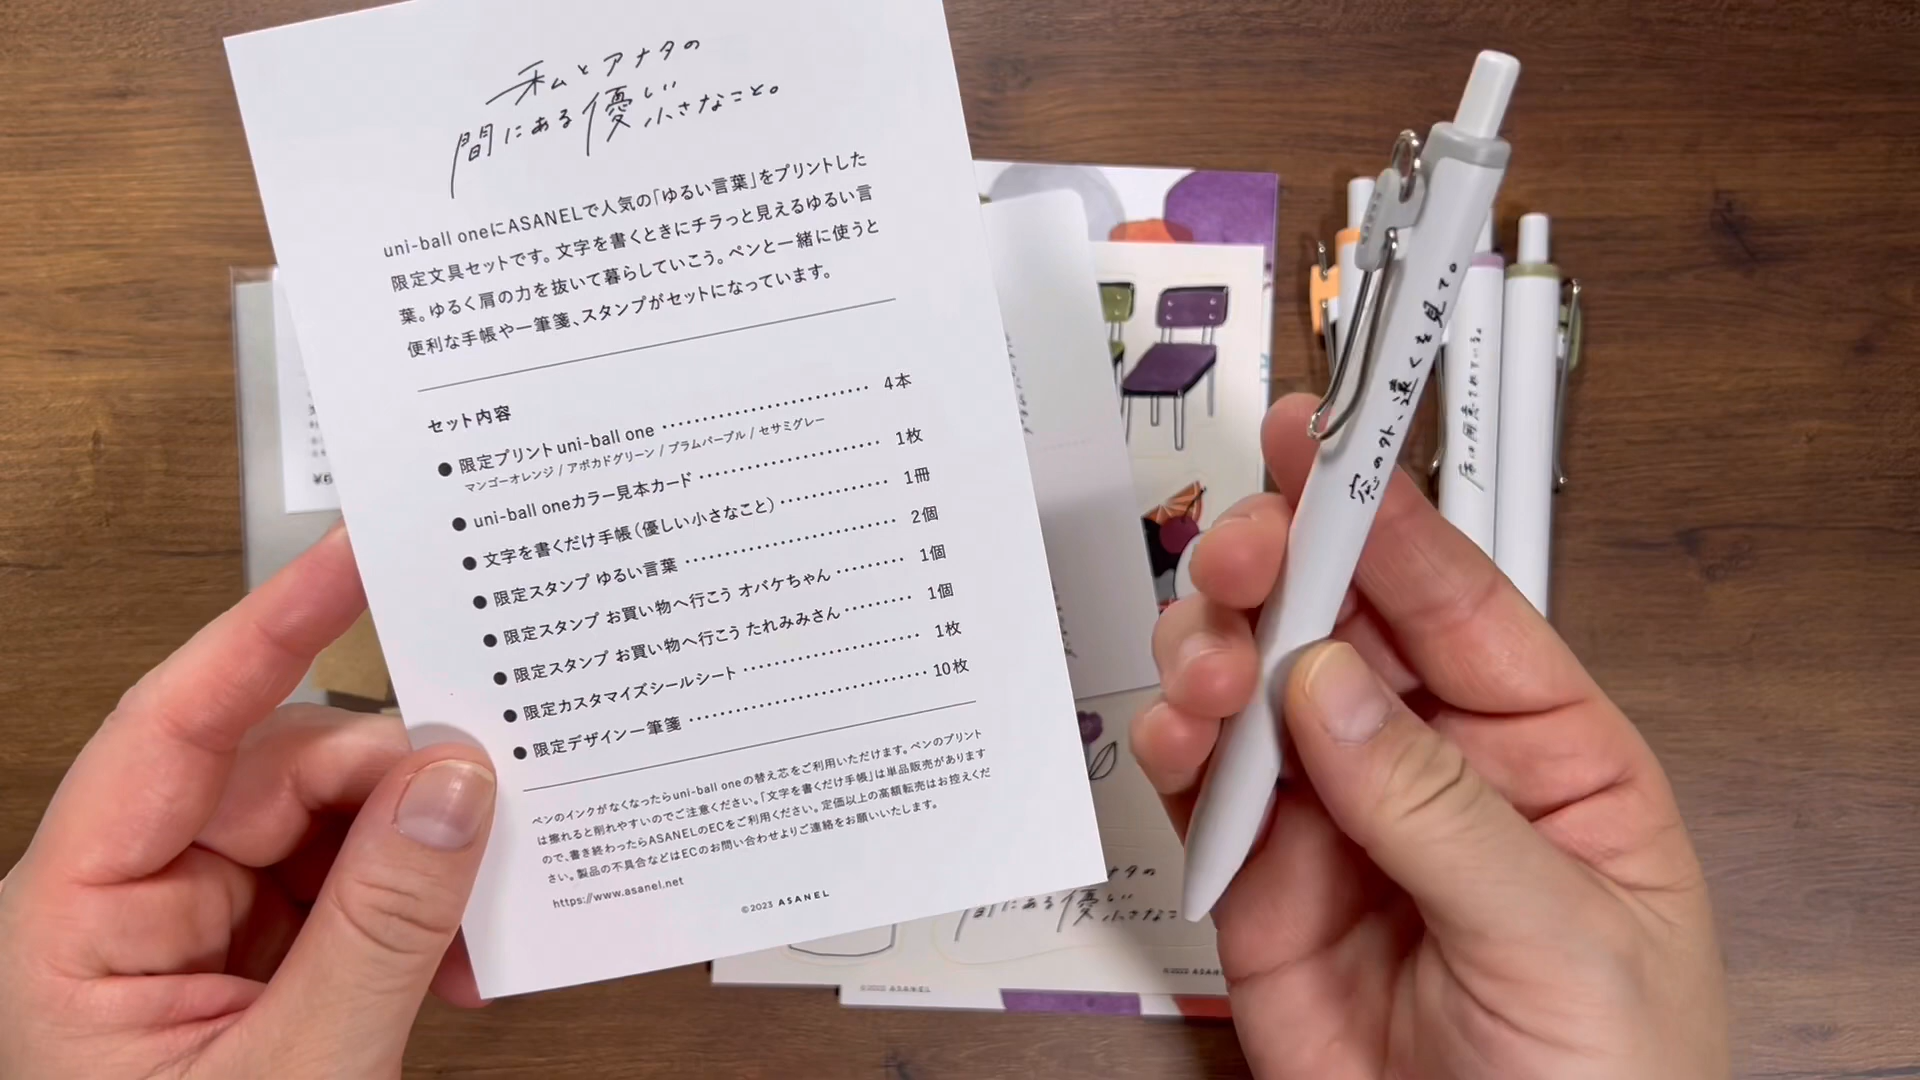 私とアナタの
間にある優しい
小さなこと。
uni-ball oneにASANELで人気の「ゆるい言葉」をプリントした
限定文具セットです。文字を書くときにチラっと見えるゆるい言
葉。ゆるく肩の力を抜いて暮らしていこう。ペンと一緒に使うと
便利な手帳や一筆箋、スタンプがセットになっています。
セット内容
● 限定プリント uni-ball one ........................ 4本
マンゴーオレンジ / アボカドグリーン / プラムパープル / セサミグレー
● uni-ball oneカラー見本カード ..................... 1枚
● 文字を書くだけ手帳（優しい小さなこと） ............ 1冊
● 限定スタンプ ゆるい言葉 ........................ 2個
● 限定スタンプ お買い物へ行こう オバケちゃん ......... 1個
● 限定スタンプ お買い物へ行こう たれみみさん ......... 1個
● 限定カスタマイズシールシート ..................... 1枚
● 限定デザイン一筆箋 ........................... 10枚
ペンのインクがなくなったらuni-ball oneの替え芯をご利用いただけます。ペンのプリント
は擦れると削れやすいのでご注意ください。「文字を書くだけ手帳」は単品販売があります
ので、書き終わったらASANELのECをご利用ください。定価以上の高額転売はお控えくだ
さい。製品の不具合などはECのお問い合わせよりご連絡をお願いいたします。
https://www.asanel.net
©2023 ASANEL
窓の外、遠くを見て。
席は用意されている。
アナタの
間にある優しい
小さなこ
ASANEL